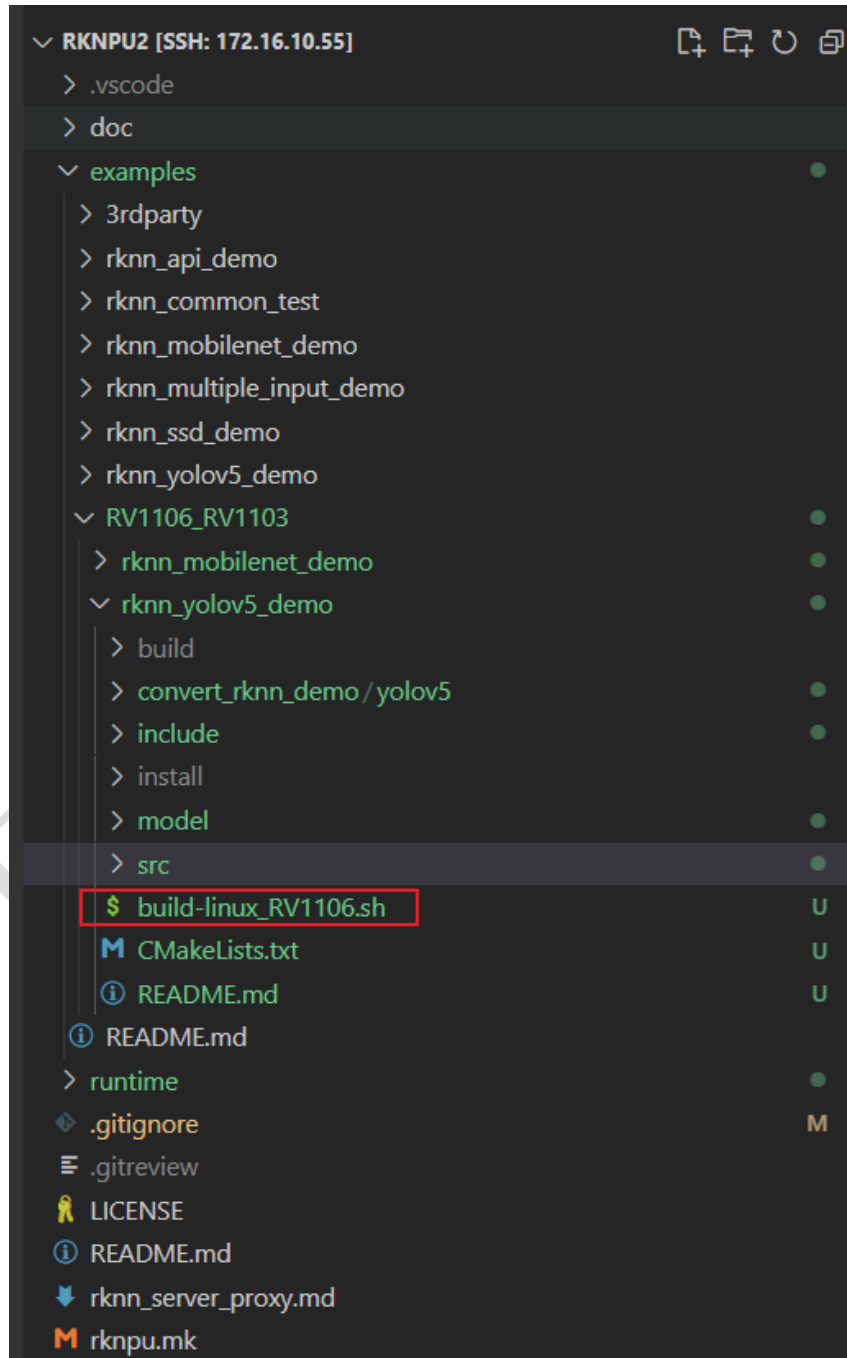 RKNPU2 [SSH: 172.16.10.55]
.vscode
doc
examples
3rdparty
rknn_api_demo
rknn_common_test
rknn_mobilenet_demo
rknn_multiple_input_demo
rknn_ssd_demo
rknn_yolov5_demo
RV1106_RV1103
rknn_mobilenet_demo
rknn_yolov5_demo
build
convert_rknn_demo / yolov5
include
install
model
src
$ build-linux_RV1106.sh U
M CMakeLists.txt U
README.md U
README.md
runtime
.gitignore M
.gitreview
LICENSE
README.md
rknn_server_proxy.md
M rknpu.mk